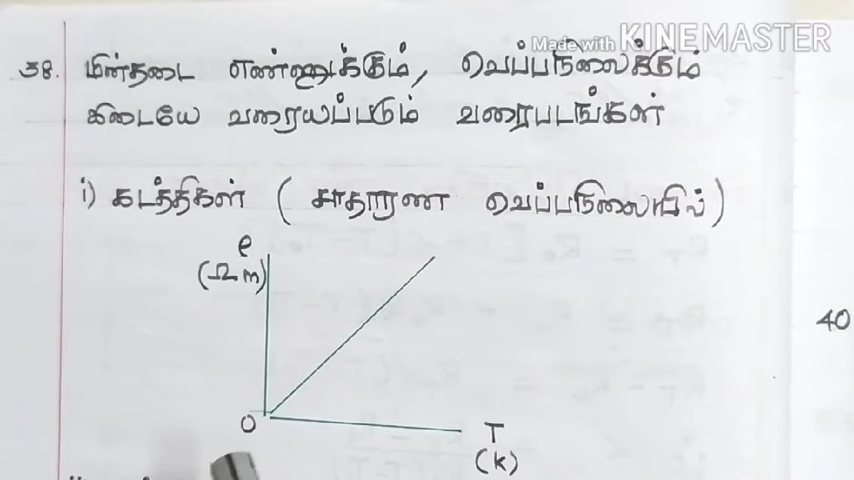 Made with KINEMASTER
38. மின்தடை எண்ணுக்கும், வெப்பநிலைக்கும்
கிடையே வரையப்படும் வரைபடங்கள்
i) கடத்திகள் ( சாதாரண வெப்பநிலையில் )
ρ
(Ωm)
40
0
T
(k)